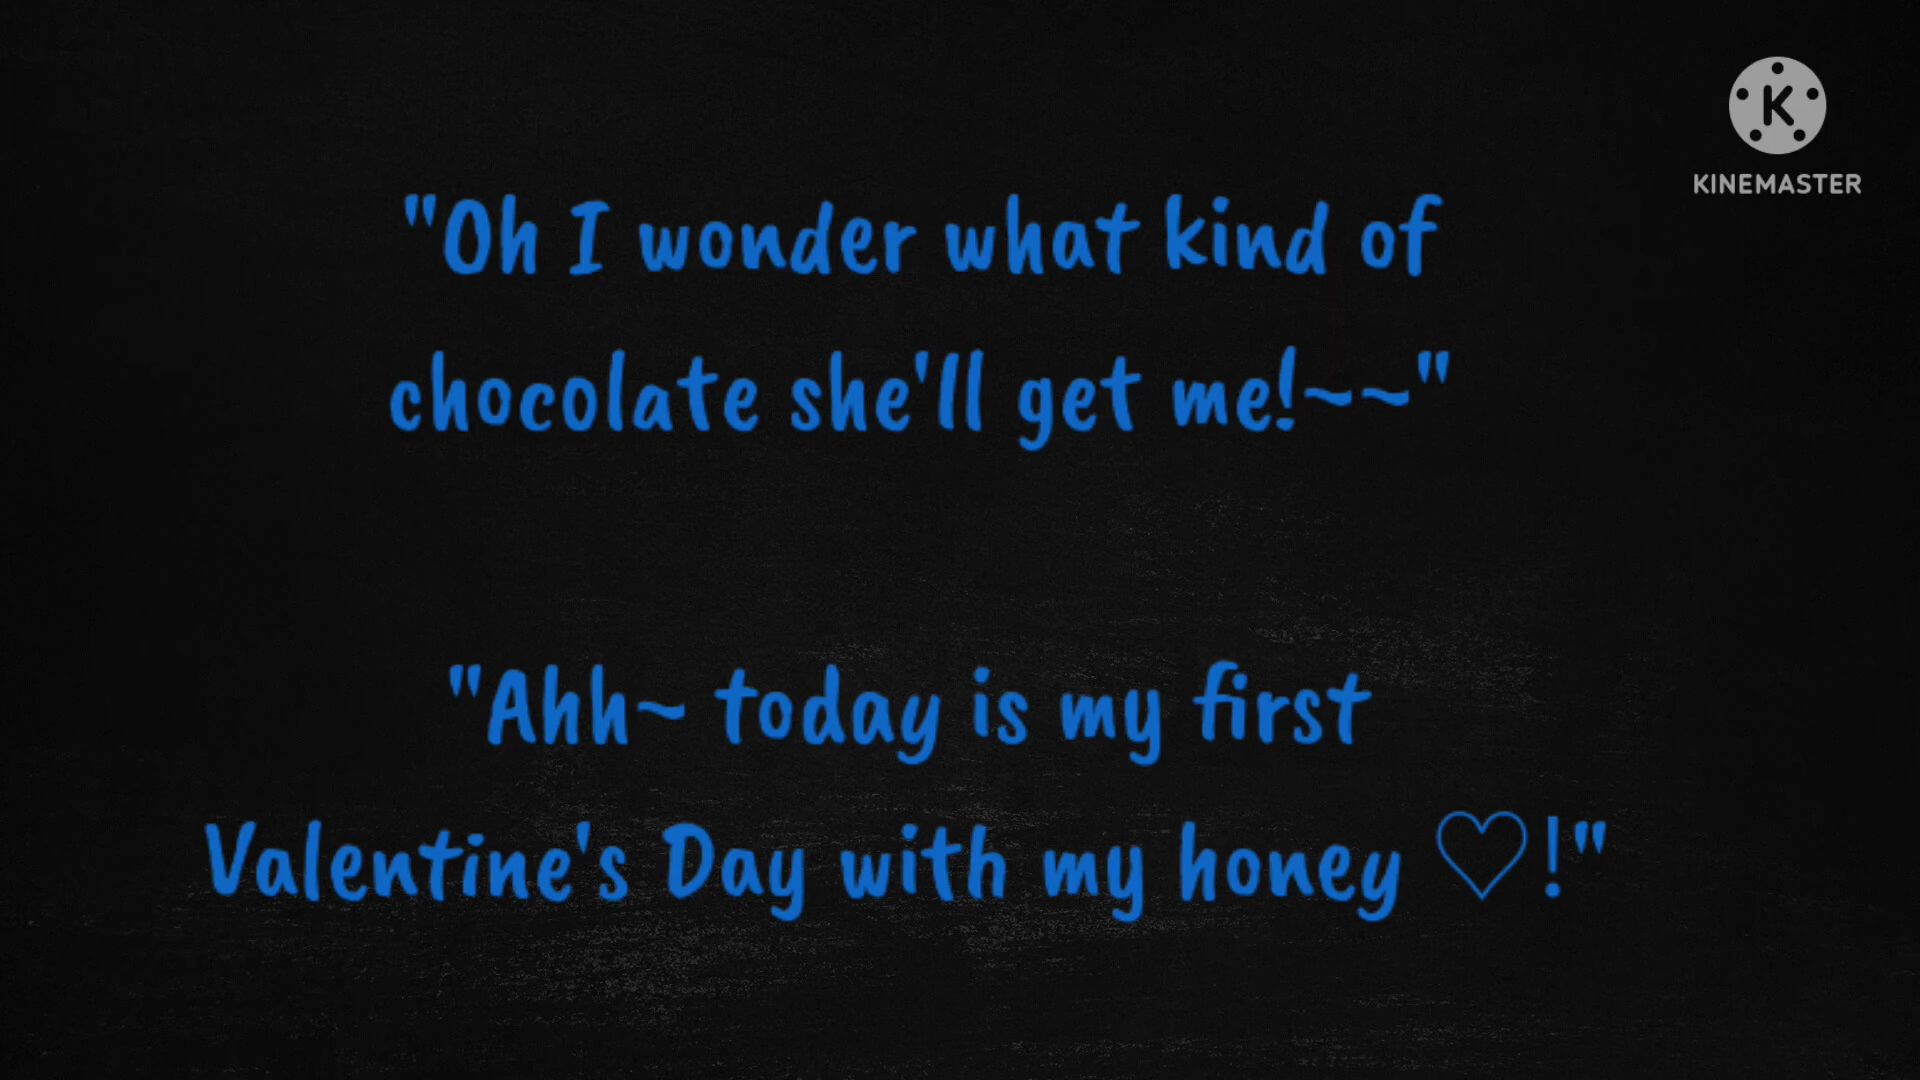 KINEMASTER
"Oh I wonder what kind of
chocolate she'll get me!~~"
"Ahh~ today is my first
Valentine's Day with my honey ♡!"